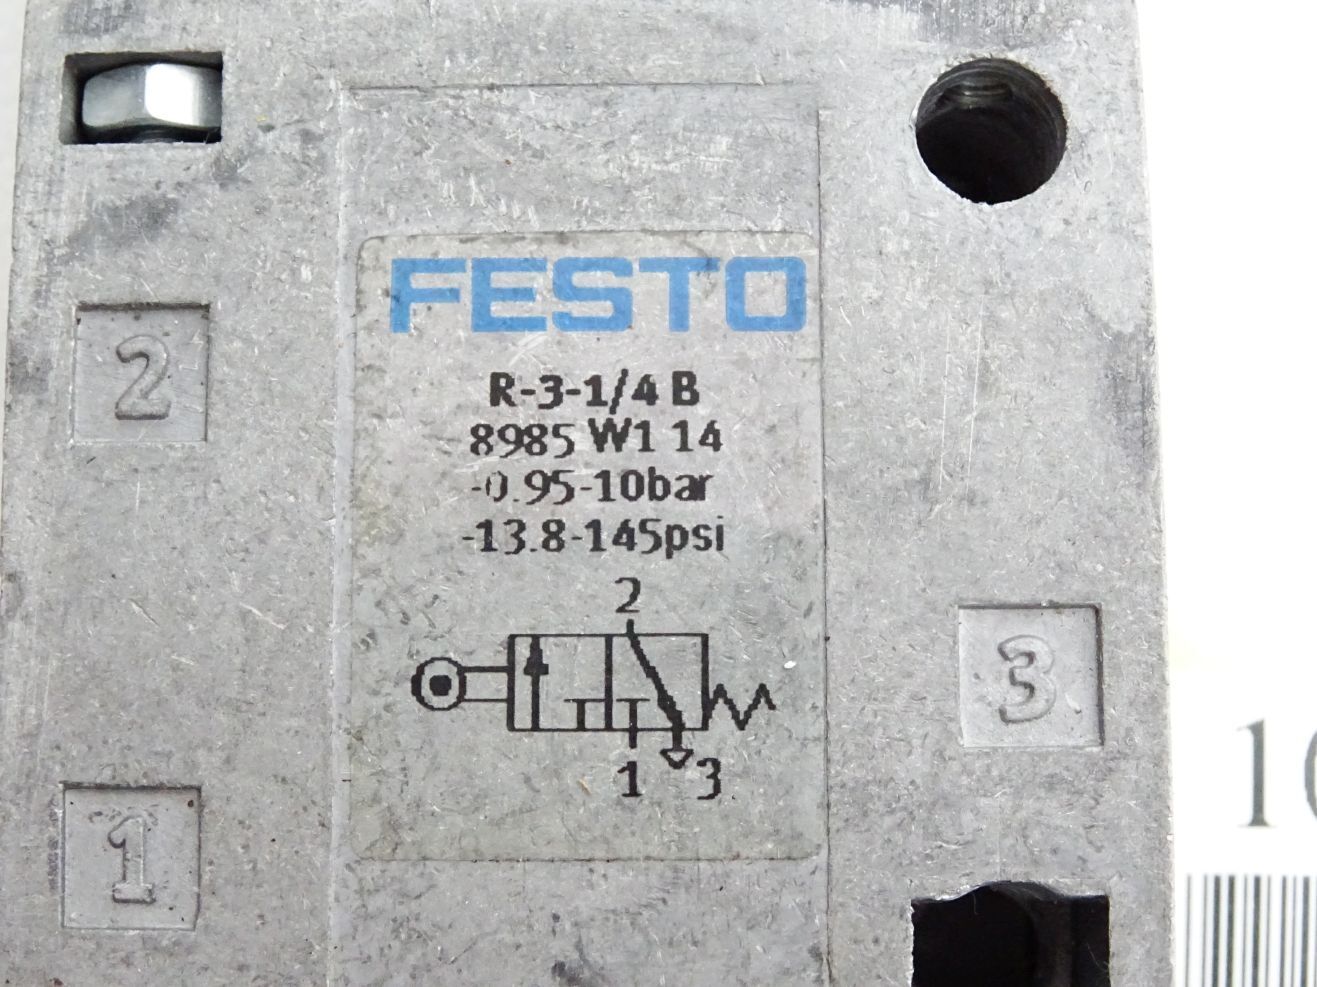 FESTO
R-3-1/4 B
8985 W1 14
-0.95-10bar
-13.8-145psi
2
1 3
2
3
1